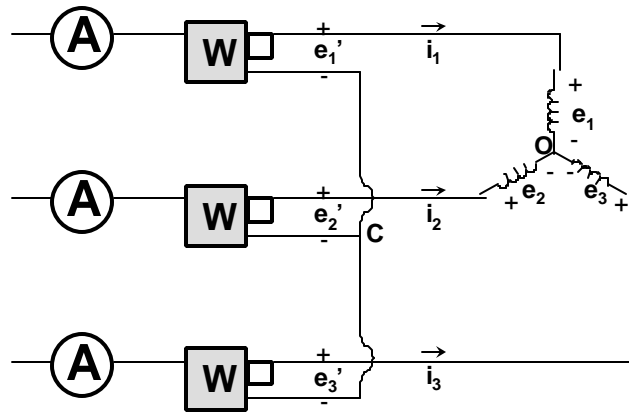 A W + e₁' - i₁
+ e₁ -
O
A W + e₂' - C i₂
+ e₂ - - e₃ +
A W + e₃' - i₃